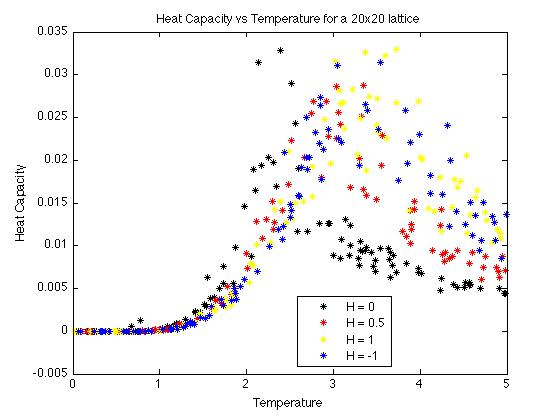 Heat Capacity vs Temperature for a 20x20 lattice
0.035
0.03
0.025
0.02
0.015
0.01
0.005
0
-0.005
Heat Capacity
0 1 2 3 4 5
Temperature
H = 0
H = 0.5
H = 1
H = -1